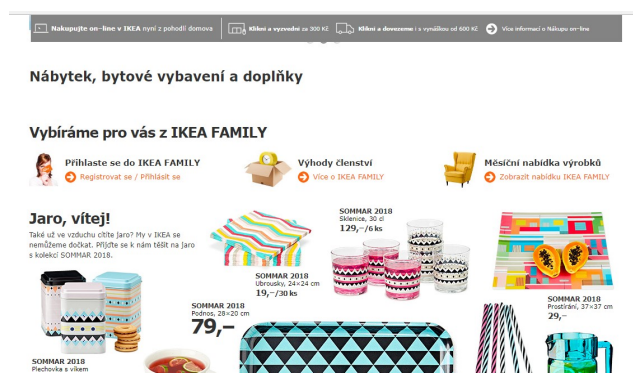 Nakupujte on-line v IKEA nyní z pohodlí domova
Klikni a vyzvedni za 300 Kč
Klikni a dovezeme i s vynáškou od 600 Kč
Více informací o Nákupu on-line
Nábytek, bytové vybavení a doplňky
Vybíráme pro vás z IKEA FAMILY
Přihlaste se do IKEA FAMILY
Registrovat se / Přihlásit se
Výhody členství
Více o IKEA FAMILY
Měsíční nabídka výrobků
Zobrazit nabídku IKEA FAMILY
Jaro, vítej!
Také už ve vzduchu cítíte jaro? My v IKEA se
nemůžeme dočkat. Přijďte se k nám těšit na jaro
s kolekcí SOMMAR 2018.
SOMMAR 2018
Sklenice, 30 cl
129,–/6 ks
SOMMAR 2018
Ubrousky, 24×24 cm
19,–/30 ks
SOMMAR 2018
Prostírání, 37×37 cm
29,–
SOMMAR 2018
Podnos, 28×20 cm
79,–
SOMMAR 2018
Plechovka s víkem